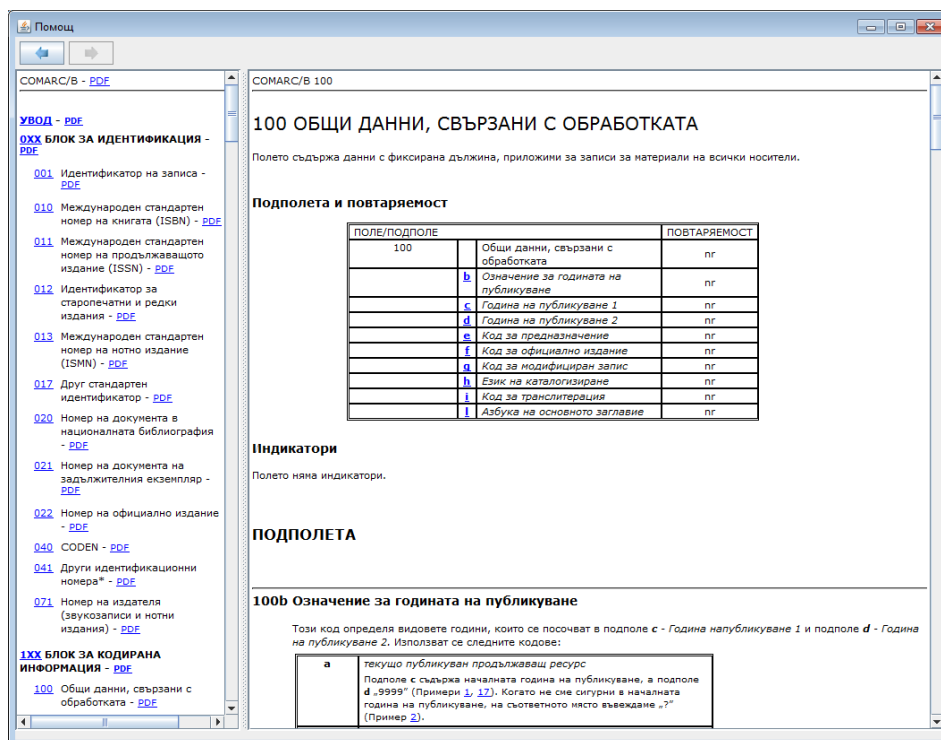 Помощ
COMARC/B - PDF
УВОД - PDF
0XX БЛОК ЗА ИДЕНТИФИКАЦИЯ -
PDF
001 Идентификатор на записа -
PDF
010 Международен стандартен
номер на книгата (ISBN) - PDF
011 Международен стандартен
номер на продължаващото
издание (ISSN) - PDF
012 Идентификатор за
старопечатни и редки
издания - PDF
013 Международен стандартен
номер на нотно издание
(ISMN) - PDF
017 Друг стандартен
идентификатор - PDF
020 Номер на документа в
националната библиография
- PDF
021 Номер на документа на
задължителния екземпляр -
PDF
022 Номер на официално издание
- PDF
040 CODEN - PDF
041 Други идентификационни
номера* - PDF
071 Номер на издателя
(звукозаписи и нотни
издания) - PDF
1XX БЛОК ЗА КОДИРАНА
ИНФОРМАЦИЯ - PDF
100 Общи данни, свързани с
обработката - PDF
COMARC/B 100
100 ОБЩИ ДАННИ, СВЪРЗАНИ С ОБРАБОТКАТА
Полето съдържа данни с фиксирана дължина, приложими за записи за материали на всички носители.
Подполета и повтаряемост
ПОЛЕ/ПОДПОЛЕ ПОВТАРЯЕМОСТ
100 Общи данни, свързани с
обработката nr
b Означение за годината на
публикуване nr
c Година на публикуване 1 nr
d Година на публикуване 2 nr
e Код за предназначение nr
f Код за официално издание nr
g Код за модифициран запис nr
h Език на каталогизиране nr
i Код за транслитерация nr
l Азбука на основното заглавие nr
Индикатори
Полето няма индикатори.
ПОДПОЛЕТА
100b Означение за годината на публикуване
Този код определя видовете години, които се посочват в подполе c - Година напубликуване 1 и подполе d - Година
на публикуване 2. Използват се следните кодове:
a текущо публикуван продължаващ ресурс
Подполе c съдържа началната година на публикуване, а подполе
d „9999” (Примери 1, 17). Когато не сме сигурни в началната
година на публикуване, на съответното място въвеждаме „?”
(Пример 2).